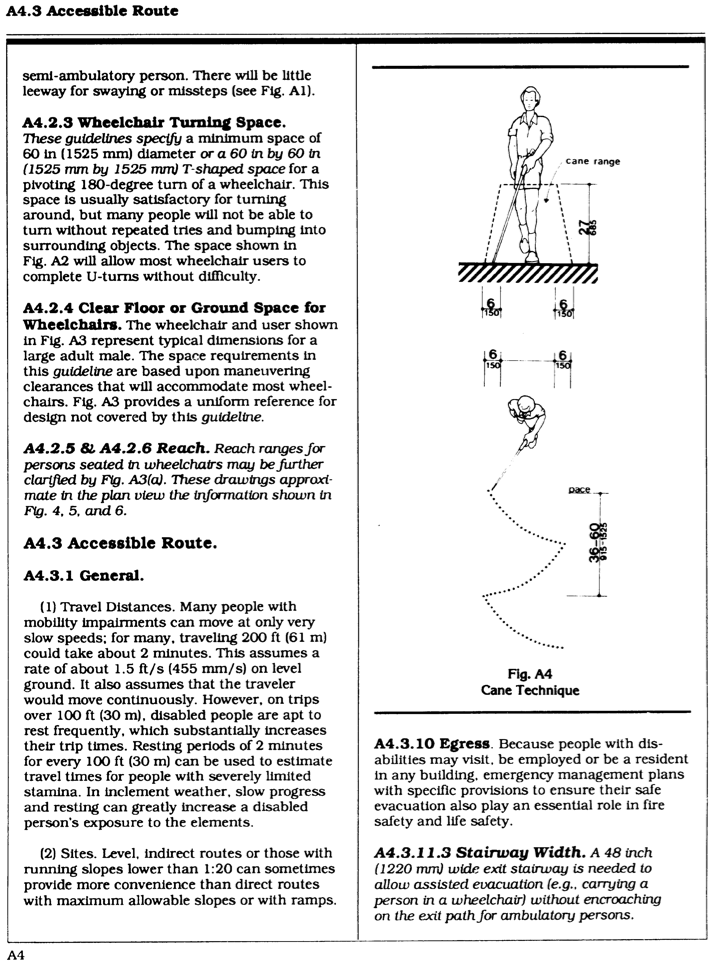 A4.3 Accessible Route
semi-ambulatory person. There will be little
leeway for swaying or missteps (see Fig. A1).
A4.2.3 Wheelchair Turning Space.
These guidelines specify a minimum space of
60 in (1525 mm) diameter or a 60 in by 60 in
(1525 mm by 1525 mm) T-shaped space for a
pivoting 180-degree turn of a wheelchair. This
space is usually satisfactory for turning
around, but many people will not be able to
turn without repeated tries and bumping into
surrounding objects. The space shown in
Fig. A2 will allow most wheelchair users to
complete U-turns without difficulty.
A4.2.4 Clear Floor or Ground Space for
Wheelchairs. The wheelchair and user shown
in Fig. A3 represent typical dimensions for a
large adult male. The space requirements in
this guideline are based upon maneuvering
clearances that will accommodate most wheel-
chairs. Fig. A3 provides a uniform reference for
design not covered by this guideline.
A4.2.5 & A4.2.6 Reach. Reach ranges for
persons seated in wheelchairs may be further
clarified by Fig. A3(a). These drawings approxi-
mate in the plan view the information shown in
Fig. 4, 5, and 6.
A4.3 Accessible Route.
A4.3.1 General.
(1) Travel Distances. Many people with
mobility impairments can move at only very
slow speeds; for many, traveling 200 ft (61 m)
could take about 2 minutes. This assumes a
rate of about 1.5 ft/s (455 mm/s) on level
ground. It also assumes that the traveler
would move continuously. However, on trips
over 100 ft (30 m), disabled people are apt to
rest frequently, which substantially increases
their trip times. Resting periods of 2 minutes
for every 100 ft (30 m) can be used to estimate
travel times for people with severely limited
stamina. In inclement weather, slow progress
and resting can greatly increase a disabled
person's exposure to the elements.
(2) Sites. Level, indirect routes or those with
running slopes lower than 1:20 can sometimes
provide more convenience than direct routes
with maximum allowable slopes or with ramps.
cane range
27
685
6 6
150 150
6 6
150 150
pace
36-60
915-1525
Fig. A4
Cane Technique
A4.3.10 Egress. Because people with dis-
abilities may visit, be employed or be a resident
in any building, emergency management plans
with specific provisions to ensure their safe
evacuation also play an essential role in fire
safety and life safety.
A4.3.11.3 Stairway Width. A 48 inch
(1220 mm) wide exit stairway is needed to
allow assisted evacuation (e.g., carrying a
person in a wheelchair) without encroaching
on the exit path for ambulatory persons.
A4